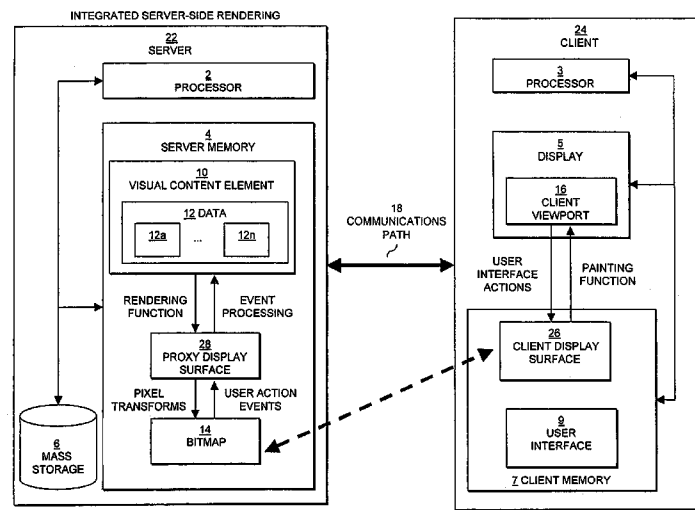 INTEGRATED SERVER-SIDE RENDERING
22
SERVER
2
PROCESSOR
4
SERVER MEMORY
10
VISUAL CONTENT ELEMENT
12 DATA
12a
...
12n
RENDERING
FUNCTION
EVENT
PROCESSING
28
PROXY DISPLAY
SURFACE
PIXEL
TRANSFORMS
USER ACTION
EVENTS
14
BITMAP
6
MASS
STORAGE
18
COMMUNICATIONS
PATH
24
CLIENT
3
PROCESSOR
5
DISPLAY
16
CLIENT
VIEWPORT
USER
INTERFACE
ACTIONS
PAINTING
FUNCTION
26
CLIENT DISPLAY
SURFACE
9
USER
INTERFACE
7 CLIENT MEMORY